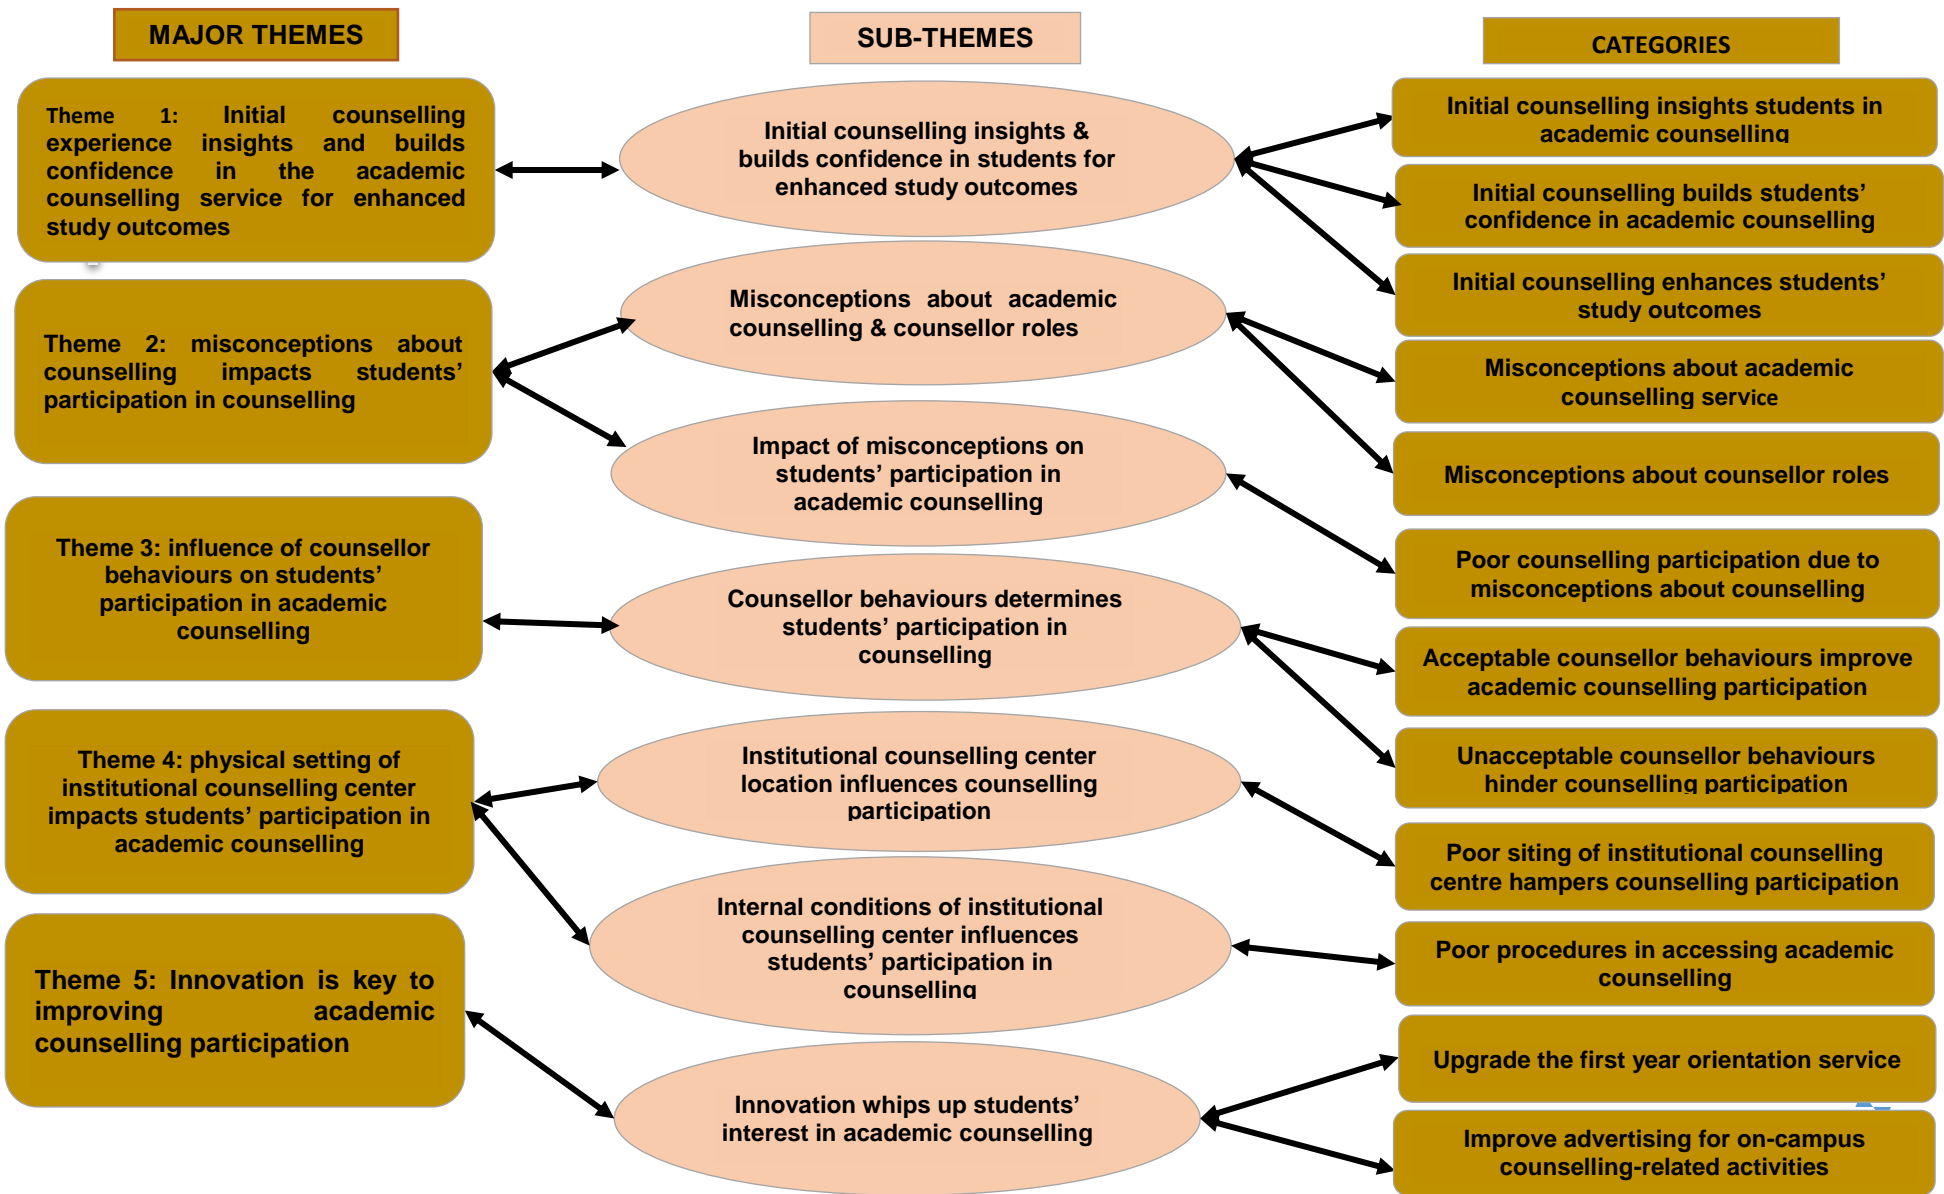 MAJOR THEMES
SUB-THEMES
CATEGORIES
Theme 1: Initial counselling
experience insights and builds
confidence in the academic
counselling service for enhanced
study outcomes
Theme 2: misconceptions about
counselling impacts students’
participation in counselling
Theme 3: influence of counsellor
behaviours on students’
participation in academic
counselling
Theme 4: physical setting of
institutional counselling center
impacts students’ participation in
academic counselling
Theme 5: Innovation is key to
improving academic
counselling participation
Initial counselling insights &
builds confidence in students for
enhanced study outcomes
Misconceptions about academic
counselling & counsellor roles
Impact of misconceptions on
students’ participation in
academic counselling
Counsellor behaviours determines
students’ participation in
counselling
Institutional counselling center
location influences counselling
participation
Internal conditions of institutional
counselling center influences
students’ participation in
counselling
Innovation whips up students’
interest in academic counselling
Initial counselling insights students in
academic counselling
Initial counselling builds students’
confidence in academic counselling
Initial counselling enhances students’
study outcomes
Misconceptions about academic
counselling service
Misconceptions about counsellor roles
Poor counselling participation due to
misconceptions about counselling
Acceptable counsellor behaviours improve
academic counselling participation
Unacceptable counsellor behaviours
hinder counselling participation
Poor siting of institutional counselling
centre hampers counselling participation
Poor procedures in accessing academic
counselling
Upgrade the first year orientation service
Improve advertising for on-campus
counselling-related activities